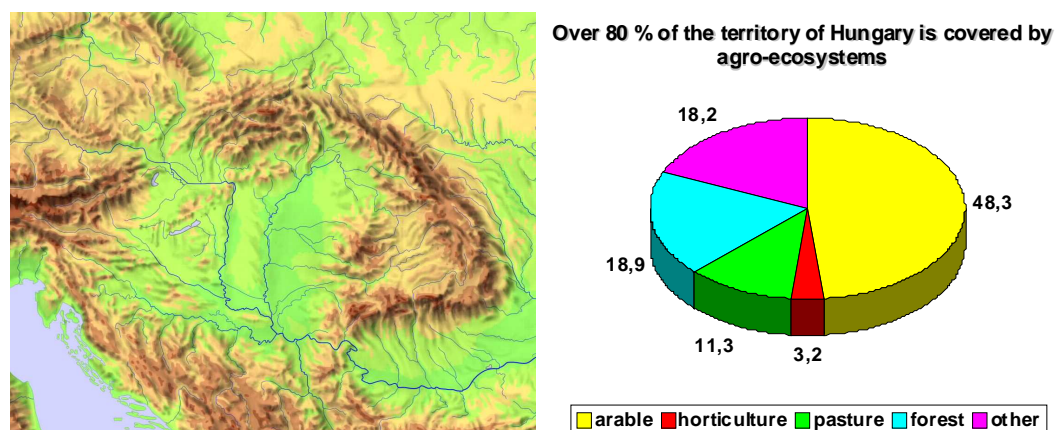 Over 80 % of the territory of Hungary is covered by
agro-ecosystems
18,2
48,3
18,9
11,3
3,2
arable horticulture pasture forest other